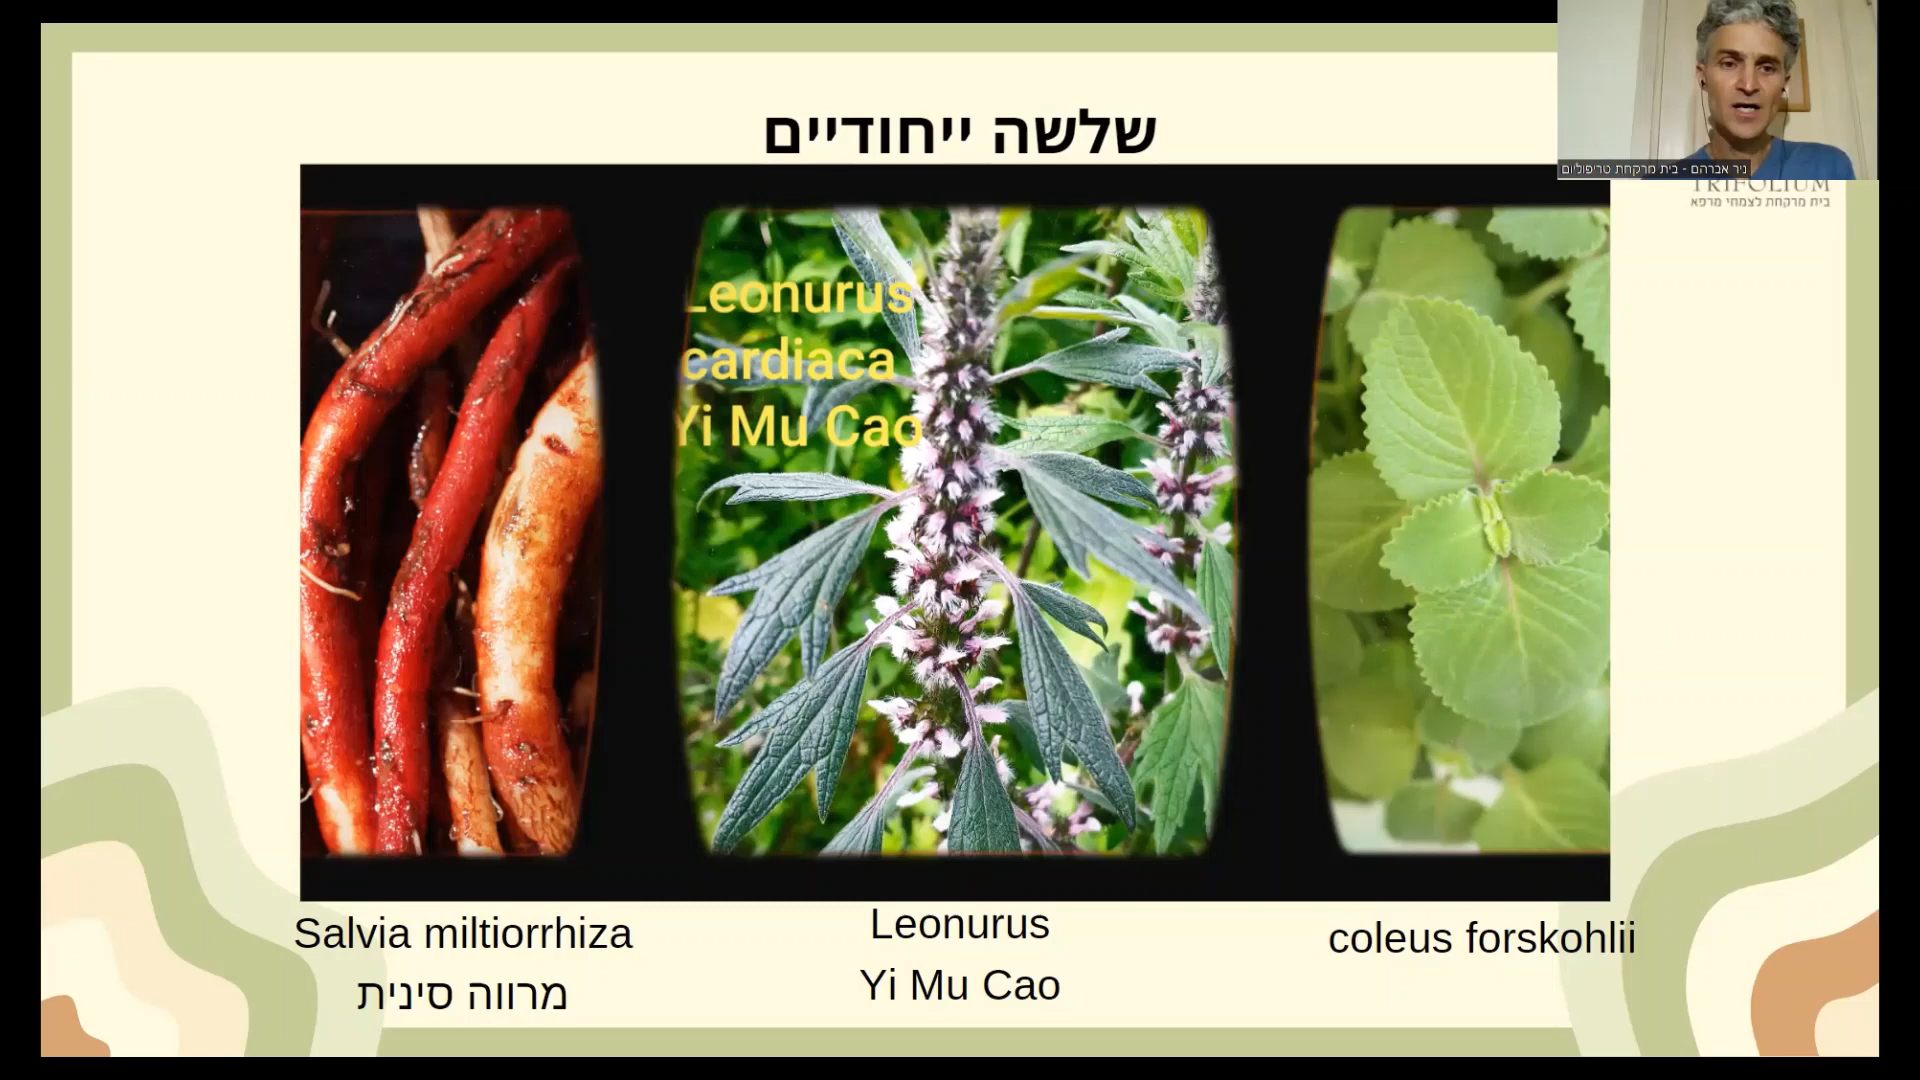 שלשה ייחודיים
ניר אברהם - בית מרקחת טריפוליום
TRIFOLIUM
בית מרקחת לצמחי מרפא
Leonurus
cardiaca
Yi Mu Cao
Salvia miltiorrhiza
מרווה סינית
Leonurus
Yi Mu Cao
coleus forskohlii